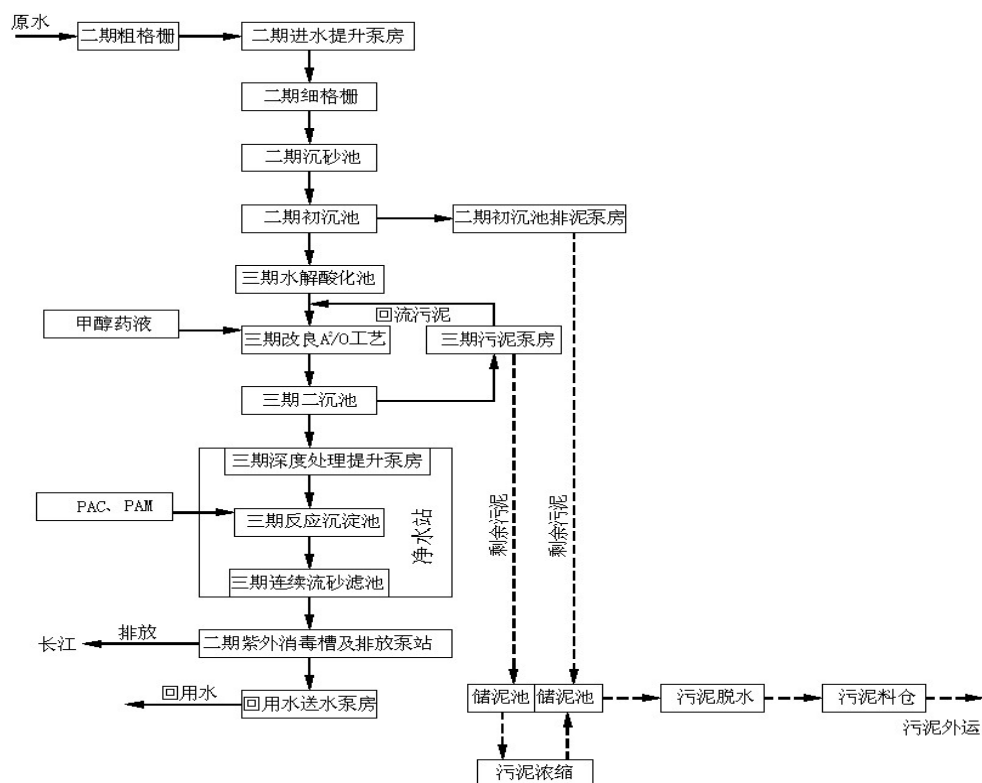 原水
二期粗格栅
二期进水提升泵房
二期细格栅
二期沉砂池
二期初沉池
二期初沉池排泥泵房
三期水解酸化池
回流污泥
甲醇药液
三期改良A²/O工艺
三期污泥泵房
三期二沉池
三期深度处理提升泵房
PAC、PAM
三期反应沉淀池
净水站
剩余污泥
剩余污泥
三期连续流砂滤池
长江
排放
二期紫外消毒槽及排放泵站
回用水
回用水送水泵房
储泥池
储泥池
污泥脱水
污泥料仓
污泥外运
污泥浓缩